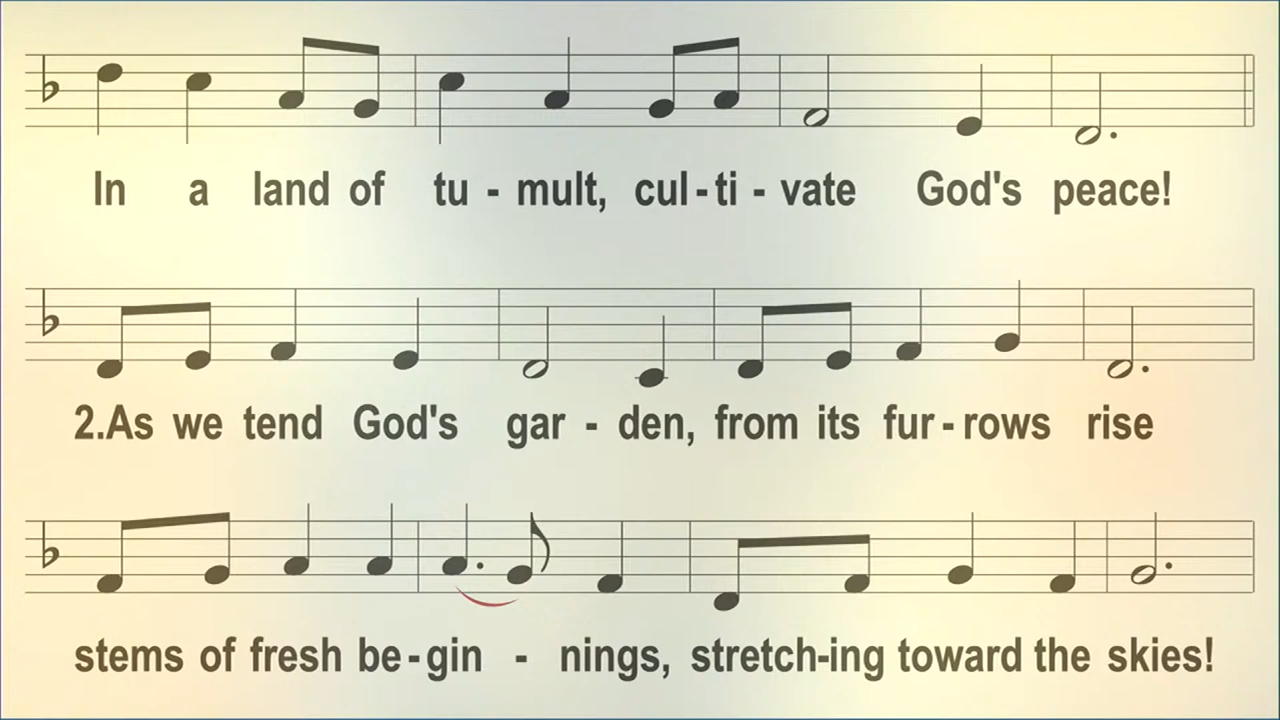 In a land of tu - mult, cul - ti - vate God's peace!
2.As we tend God's gar - den, from its fur - rows rise
stems of fresh be - gin - nings, stretch-ing toward the skies!